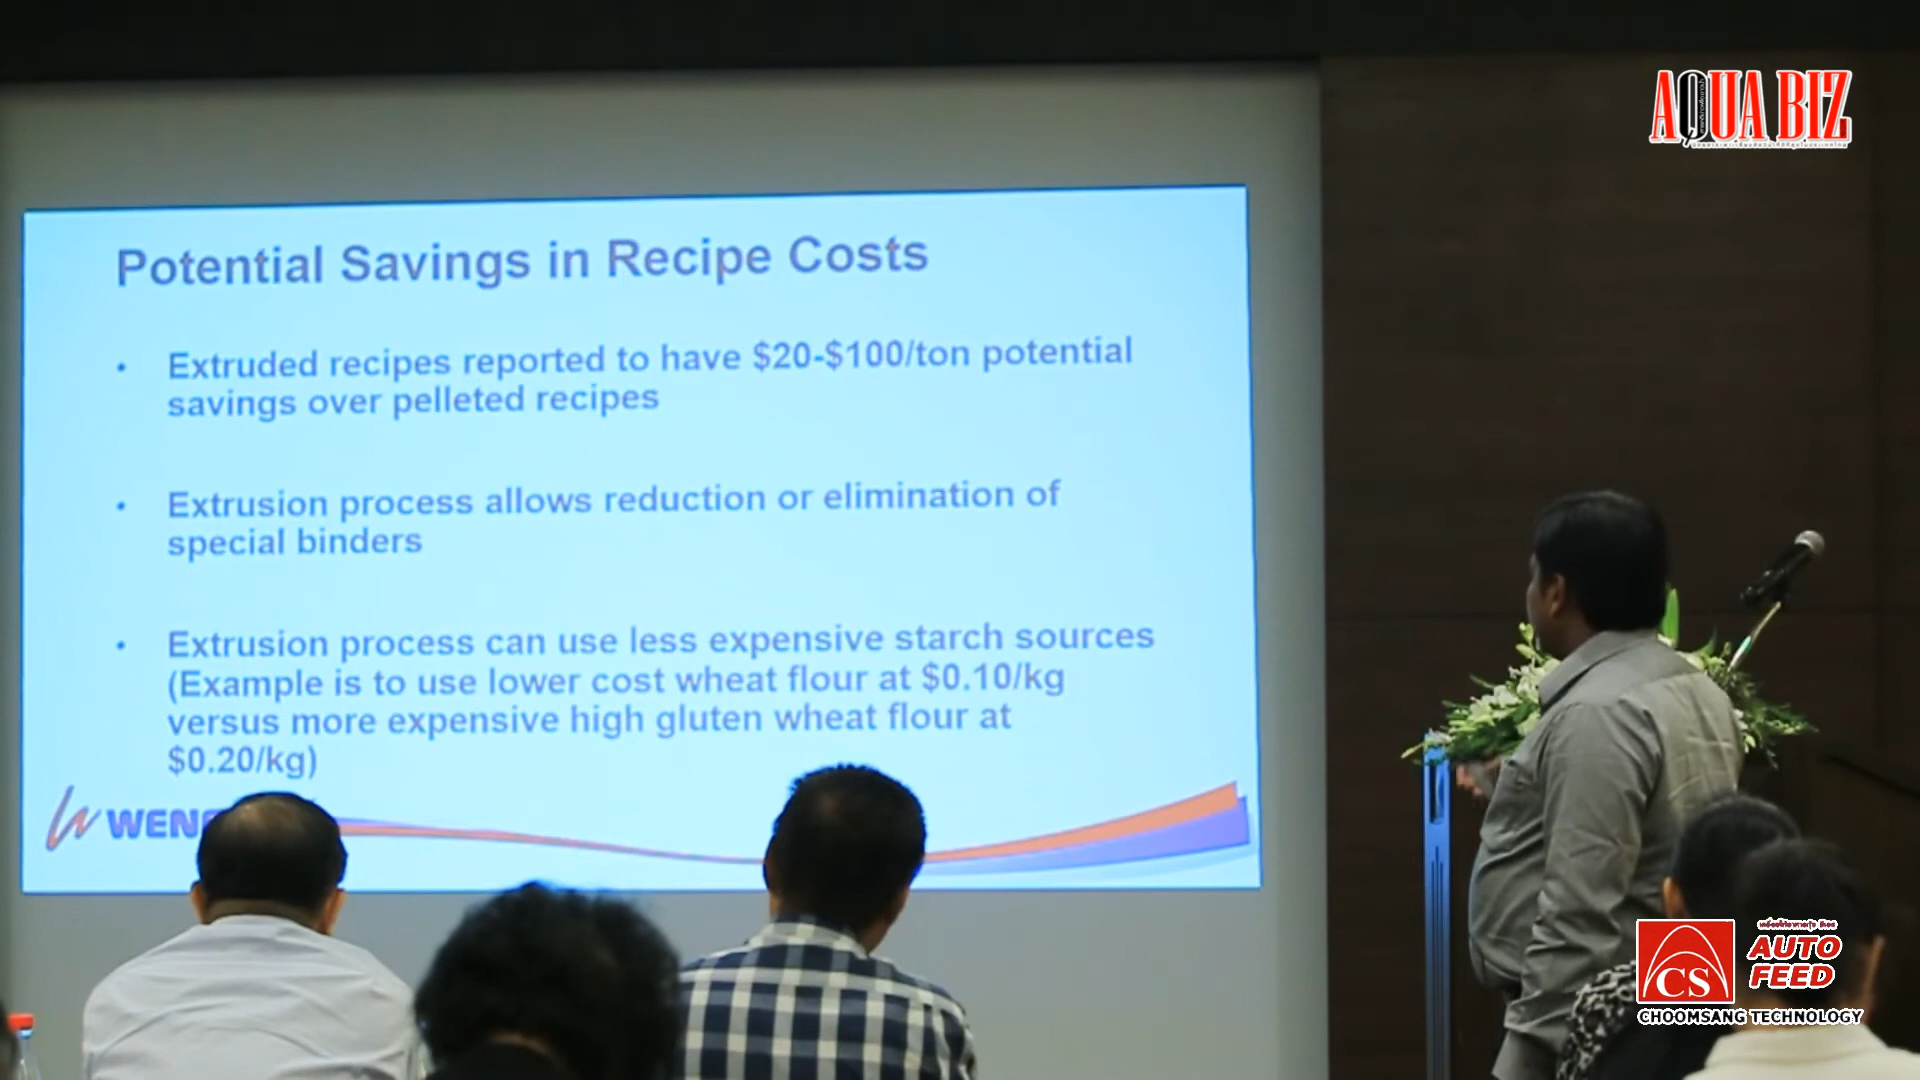 AQUA BIZ
Potential Savings in Recipe Costs
• Extruded recipes reported to have $20-$100/ton potential
savings over pelleted recipes
• Extrusion process allows reduction or elimination of
special binders
• Extrusion process can use less expensive starch sources
(Example is to use lower cost wheat flour at $0.10/kg
versus more expensive high gluten wheat flour at
$0.20/kg)
WEN
CS
AUTO
FEED
CHOOMSANG TECHNOLOGY